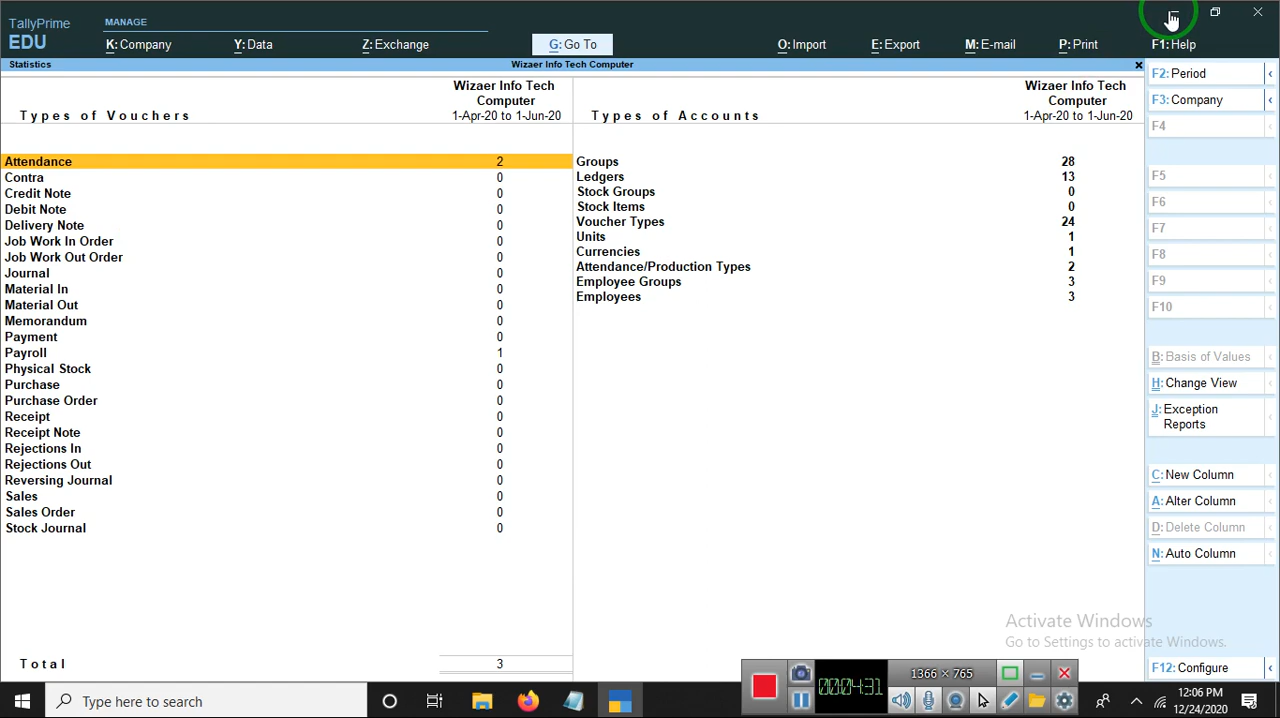 TallyPrime
EDU
MANAGE
K: Company
Y: Data
Z: Exchange
G: Go To
O: Import
E: Export
M: E-mail
P: Print
F1: Help
Statistics
Wizaer Info Tech Computer
Types of Vouchers
Wizaer Info Tech
Computer
1-Apr-20 to 1-Jun-20
Types of Accounts
Wizaer Info Tech
Computer
1-Apr-20 to 1-Jun-20
Attendance 2
Contra 0
Credit Note 0
Debit Note 0
Delivery Note 0
Job Work In Order 0
Job Work Out Order 0
Journal 0
Material In 0
Material Out 0
Memorandum 0
Payment 0
Payroll 1
Physical Stock 0
Purchase 0
Purchase Order 0
Receipt 0
Receipt Note 0
Rejections In 0
Rejections Out 0
Reversing Journal 0
Sales 0
Sales Order 0
Stock Journal 0
Total 3
Groups 28
Ledgers 13
Stock Groups 0
Stock Items 0
Voucher Types 24
Units 1
Currencies 1
Attendance/Production Types 2
Employee Groups 3
Employees 3
F2: Period
F3: Company
F4
F5
F6
F7
F8
F9
F10
B: Basis of Values
H: Change View
J: Exception
Reports
C: New Column
A: Alter Column
D: Delete Column
N: Auto Column
F12: Configure
Activate Windows
Go to Settings to activate Windows.
00:04:31
1366 x 765
Type here to search
12:06 PM
12/24/2020